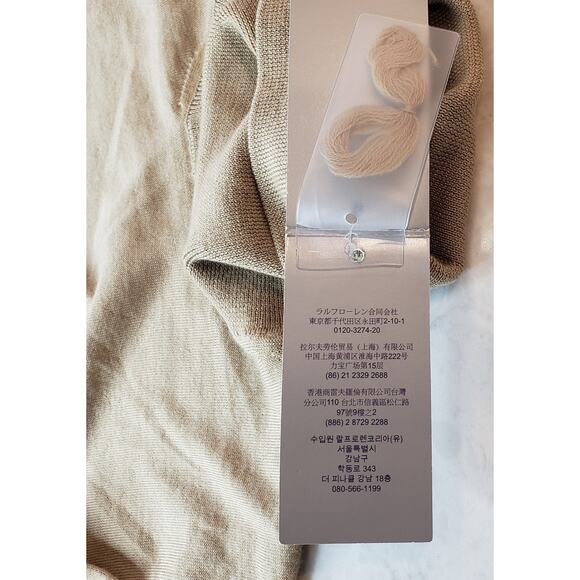 ラルフローレン合同会社
東京都千代田区永田町2-10-1
0120-3274-20
拉尔夫劳伦贸易（上海）有限公司
中国上海黄浦区淮海中路222号
力宝广场第15层
(86) 21 2329 2688
香港商雷夫羅倫有限公司台灣
分公司110 台北市信義區松仁路
97號9樓之2
(886) 2 8729 2288
수입원 랄프로렌코리아(유)
서울특별시
강남구
학동로 343
더 피나클 강남 18층
080-566-1199